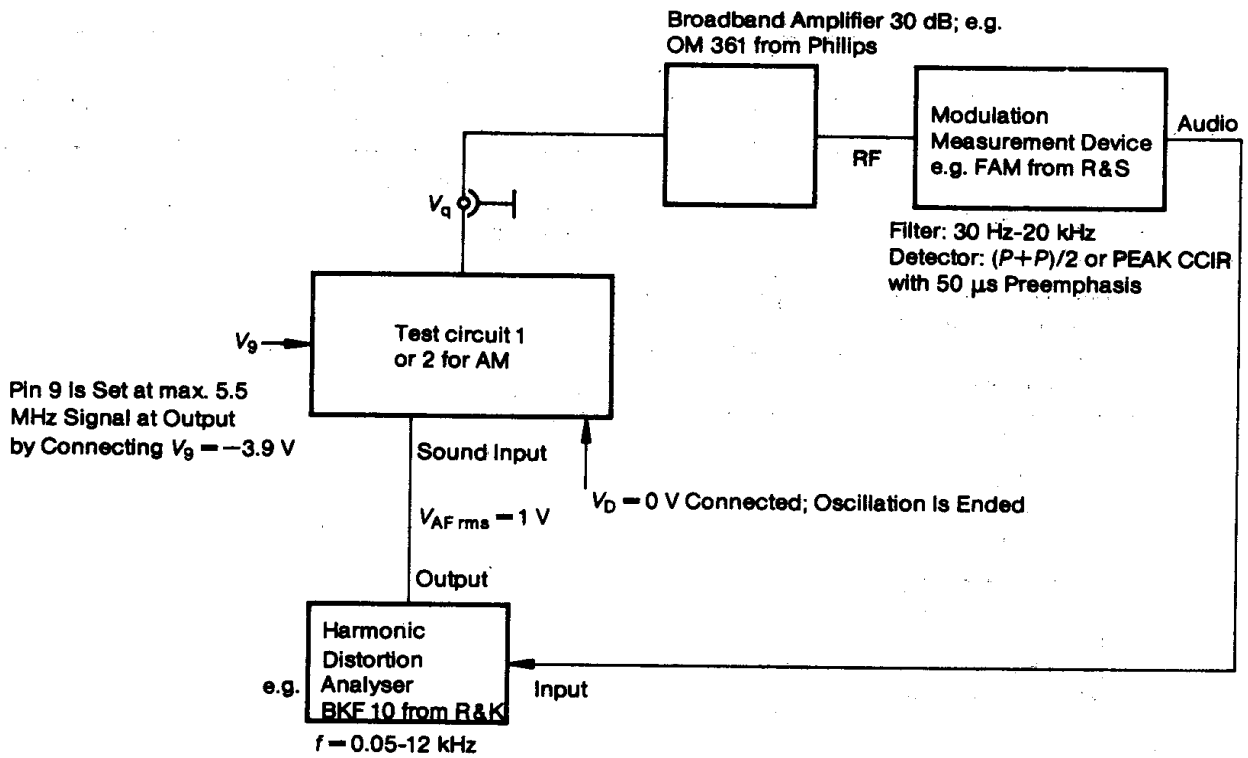 Broadband Amplifier 30 dB; e.g.
OM 361 from Philips
Modulation
Measurement Device
e.g. FAM from R&S
Audio
RF
Filter: 30 Hz-20 kHz
Detector: (P+P)/2 or PEAK CCIR
with 50 μs Preemphasis
Vq
Test circuit 1
or 2 for AM
V9
Pin 9 Is Set at max. 5.5
MHz Signal at Output
by Connecting V9 = −3.9 V
Sound Input
VD = 0 V Connected; Oscillation Is Ended
VAF rms = 1 V
Output
Harmonic
Distortion
Analyser
BKF 10 from R&K
e.g.
Input
f = 0.05-12 kHz